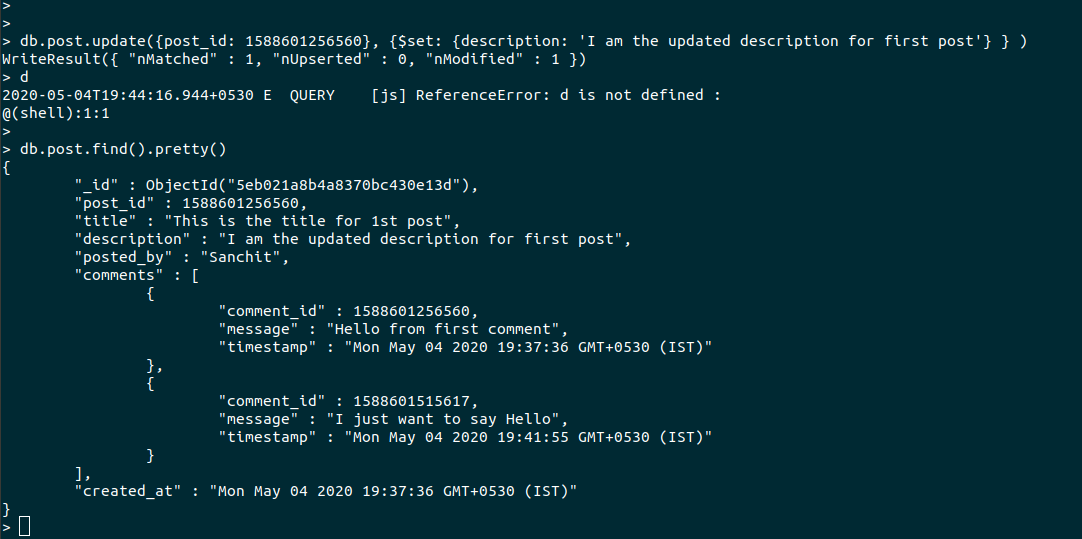 >
>
> db.post.update({post_id: 1588601256560}, {$set: {description: 'I am the updated description for first post'} } )
WriteResult({ "nMatched" : 1, "nUpserted" : 0, "nModified" : 1 })
> d
2020-05-04T19:44:16.944+0530 E  QUERY    [js] ReferenceError: d is not defined :
@(shell):1:1
>
> db.post.find().pretty()
{
        "_id" : ObjectId("5eb021a8b4a8370bc430e13d"),
        "post_id" : 1588601256560,
        "title" : "This is the title for 1st post",
        "description" : "I am the updated description for first post",
        "posted_by" : "Sanchit",
        "comments" : [
                {
                        "comment_id" : 1588601256560,
                        "message" : "Hello from first comment",
                        "timestamp" : "Mon May 04 2020 19:37:36 GMT+0530 (IST)"
                },
                {
                        "comment_id" : 1588601515617,
                        "message" : "I just want to say Hello",
                        "timestamp" : "Mon May 04 2020 19:41:55 GMT+0530 (IST)"
                }
        ],
        "created_at" : "Mon May 04 2020 19:37:36 GMT+0530 (IST)"
}
>